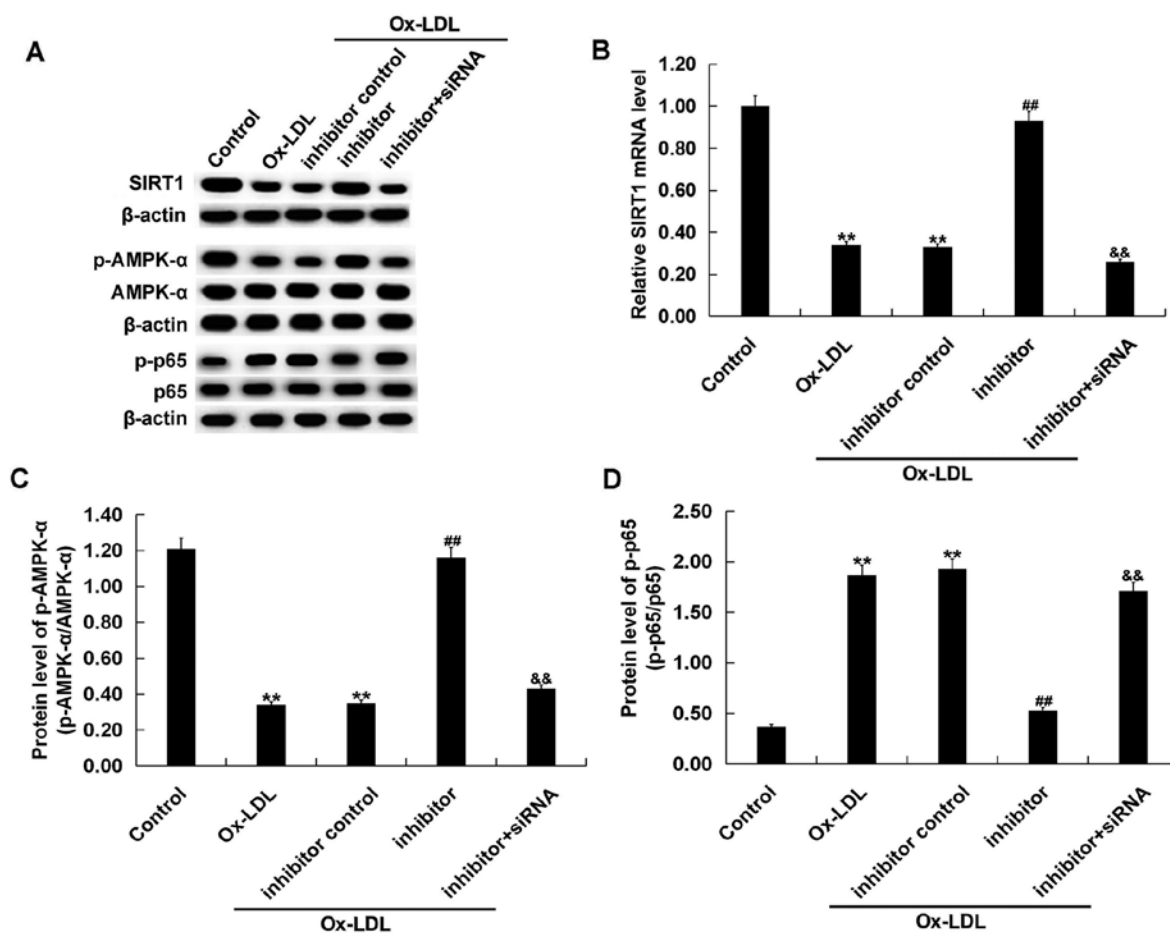 Ox-LDL
A
Control
Ox-LDL
inhibitor control
inhibitor
inhibitor+siRNA
SIRT1
β-actin
p-AMPK-α
AMPK-α
β-actin
p-p65
p65
β-actin
B
Relative SIRT1 mRNA level
1.20
1.00
0.80
0.60
0.40
0.20
0.00
**
**
##
&&
Control
Ox-LDL
inhibitor control
inhibitor
inhibitor+siRNA
Ox-LDL
C
Protein level of p-AMPK-α
(p-AMPK-α/AMPK-α)
1.40
1.20
1.00
0.80
0.60
0.40
0.20
0.00
**
**
##
&&
Control
Ox-LDL
inhibitor control
inhibitor
inhibitor+siRNA
Ox-LDL
D
Protein level of p-p65
(p-p65/p65)
2.50
2.00
1.50
1.00
0.50
0.00
**
**
##
&&
Control
Ox-LDL
inhibitor control
inhibitor
inhibitor+siRNA
Ox-LDL